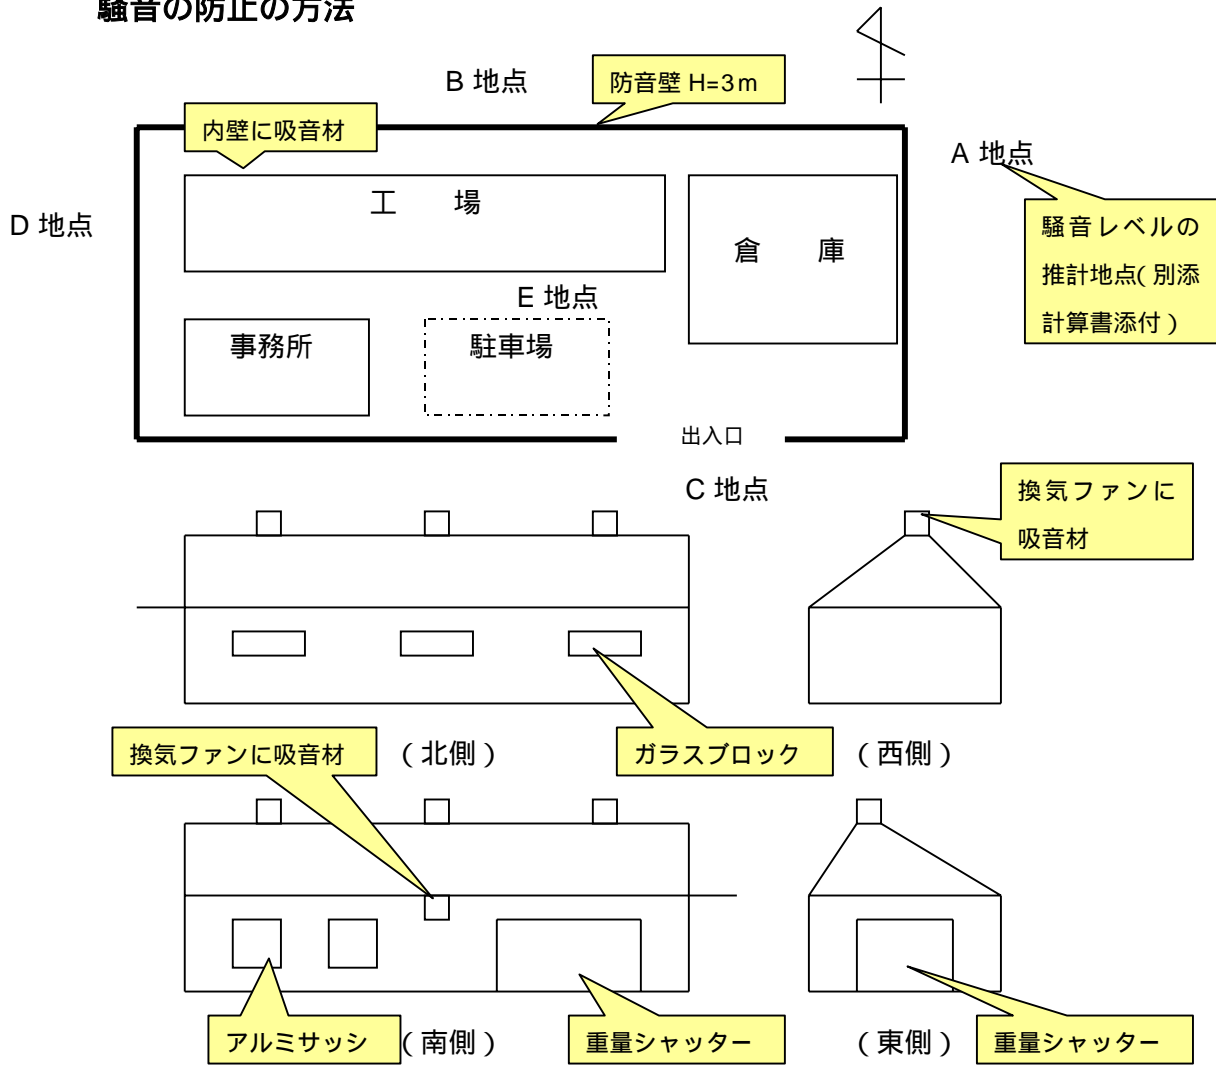 騒音の防止の方法
B 地点
防音壁 H=3m
内壁に吸音材
A 地点
D 地点
工　場
倉　庫
騒音レベルの
推計地点(別添
計算書添付)
E 地点
事務所
駐車場
出入口
C 地点
換気ファンに
吸音材
換気ファンに吸音材
(北側)
ガラスブロック
(西側)
アルミサッシ
(南側)
重量シャッター
(東側)
重量シャッター